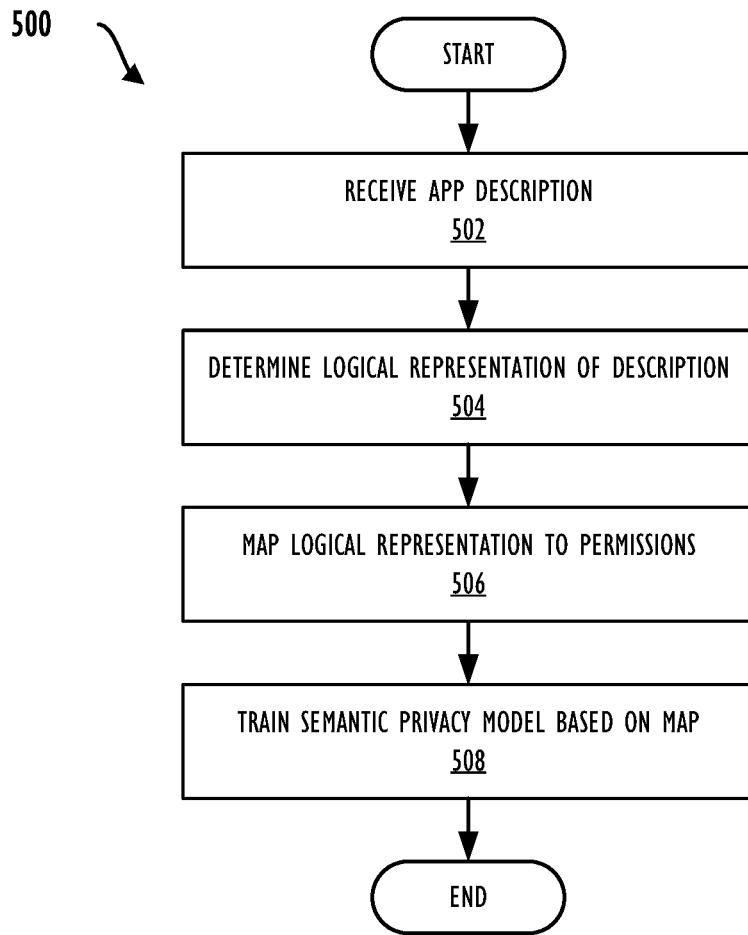 500
START
RECEIVE APP DESCRIPTION
502
DETERMINE LOGICAL REPRESENTATION OF DESCRIPTION
504
MAP LOGICAL REPRESENTATION TO PERMISSIONS
506
TRAIN SEMANTIC PRIVACY MODEL BASED ON MAP
508
END